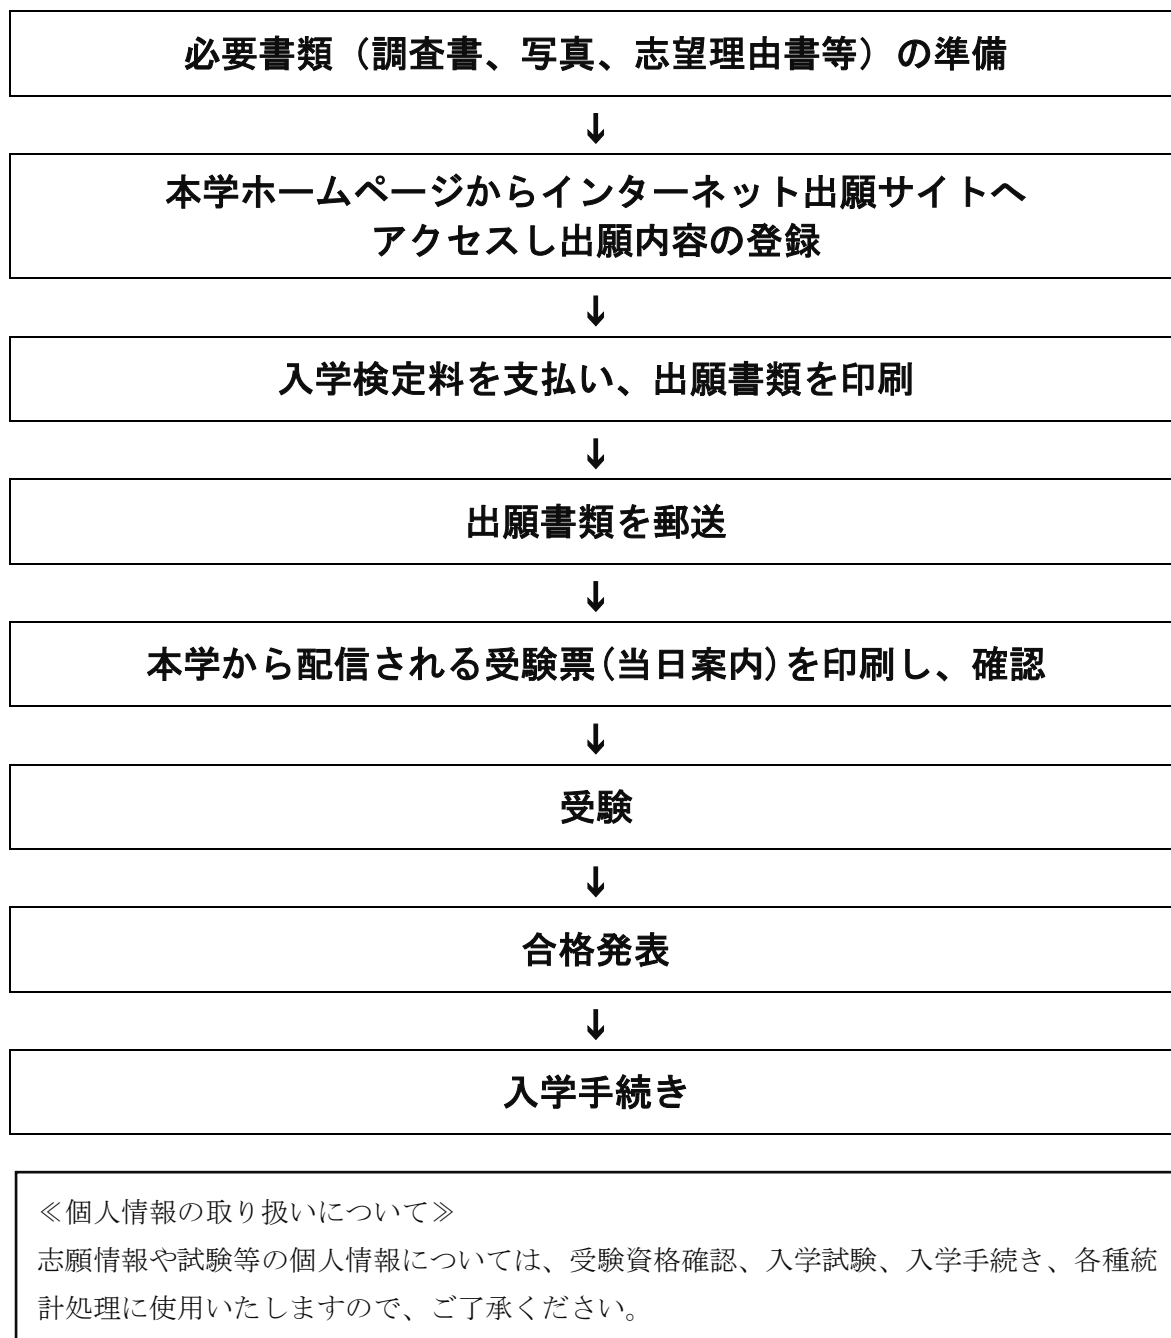 必要書類（調査書、写真、志望理由書等）の準備
↓
本学ホームページからインターネット出願サイトへ
アクセスし出願内容の登録
↓
入学検定料を支払い、出願書類を印刷
↓
出願書類を郵送
↓
本学から配信される受験票(当日案内)を印刷し、確認
↓
受験
↓
合格発表
↓
入学手続き
≪個人情報の取り扱いについて≫
志願情報や試験等の個人情報については、受験資格確認、入学試験、入学手続き、各種統
計処理に使用いたしますので、ご了承ください。